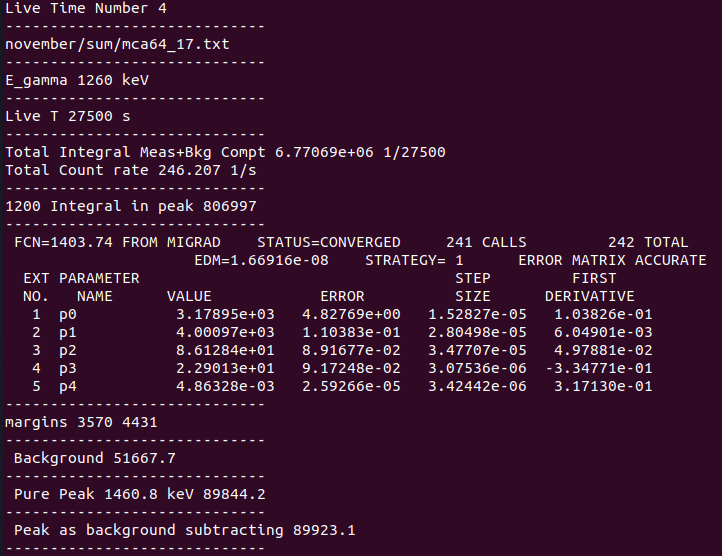 Live Time Number 4
-----------------------------
november/sum/mca64_17.txt
-----------------------------
E_gamma 1260 keV
-----------------------------
Live T 27500 s
-----------------------------
Total Integral Meas+Bkg Compt 6.77069e+06 1/27500
Total Count rate 246.207 1/s
-----------------------------
1200 Integral in peak 806997
-----------------------------
 FCN=1403.74 FROM MIGRAD    STATUS=CONVERGED     241 CALLS         242 TOTAL
                     EDM=1.66916e-08    STRATEGY= 1      ERROR MATRIX ACCURATE
  EXT PARAMETER                                   STEP         FIRST
  NO.   NAME      VALUE            ERROR          SIZE      DERIVATIVE
   1  p0           3.17895e+03   4.82769e+00   1.52827e-05   1.03826e-01
   2  p1           4.00097e+03   1.10383e-01   2.80498e-05   6.04901e-03
   3  p2           8.61284e+01   8.91677e-02   3.47707e-05   4.97881e-02
   4  p3           2.29013e+01   9.17248e-02   3.07536e-06  -3.34771e-01
   5  p4           4.86328e-03   2.59266e-05   3.42442e-06   3.17130e-01
-----------------------------
margins 3570 4431
-----------------------------
 Background 51667.7
-----------------------------
 Pure Peak 1460.8 keV 89844.2
-----------------------------
 Peak as background subtracting 89923.1
-----------------------------